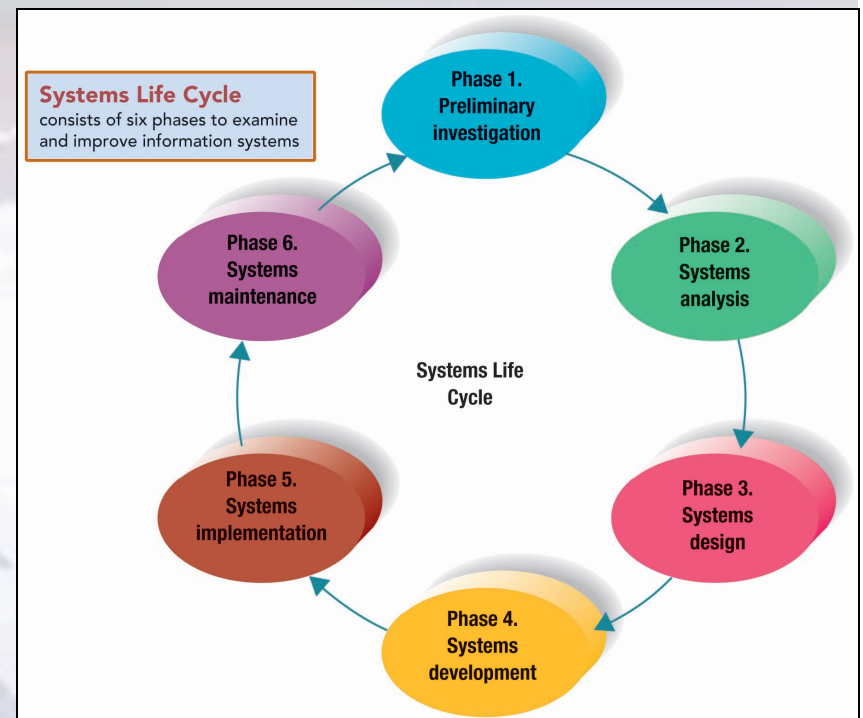 Systems Life Cycle
consists of six phases to examine
and improve information systems
Phase 1.
Preliminary
investigation
Phase 2.
Systems
analysis
Phase 3.
Systems
design
Phase 4.
Systems
development
Phase 5.
Systems
implementation
Phase 6.
Systems
maintenance
Systems Life
Cycle